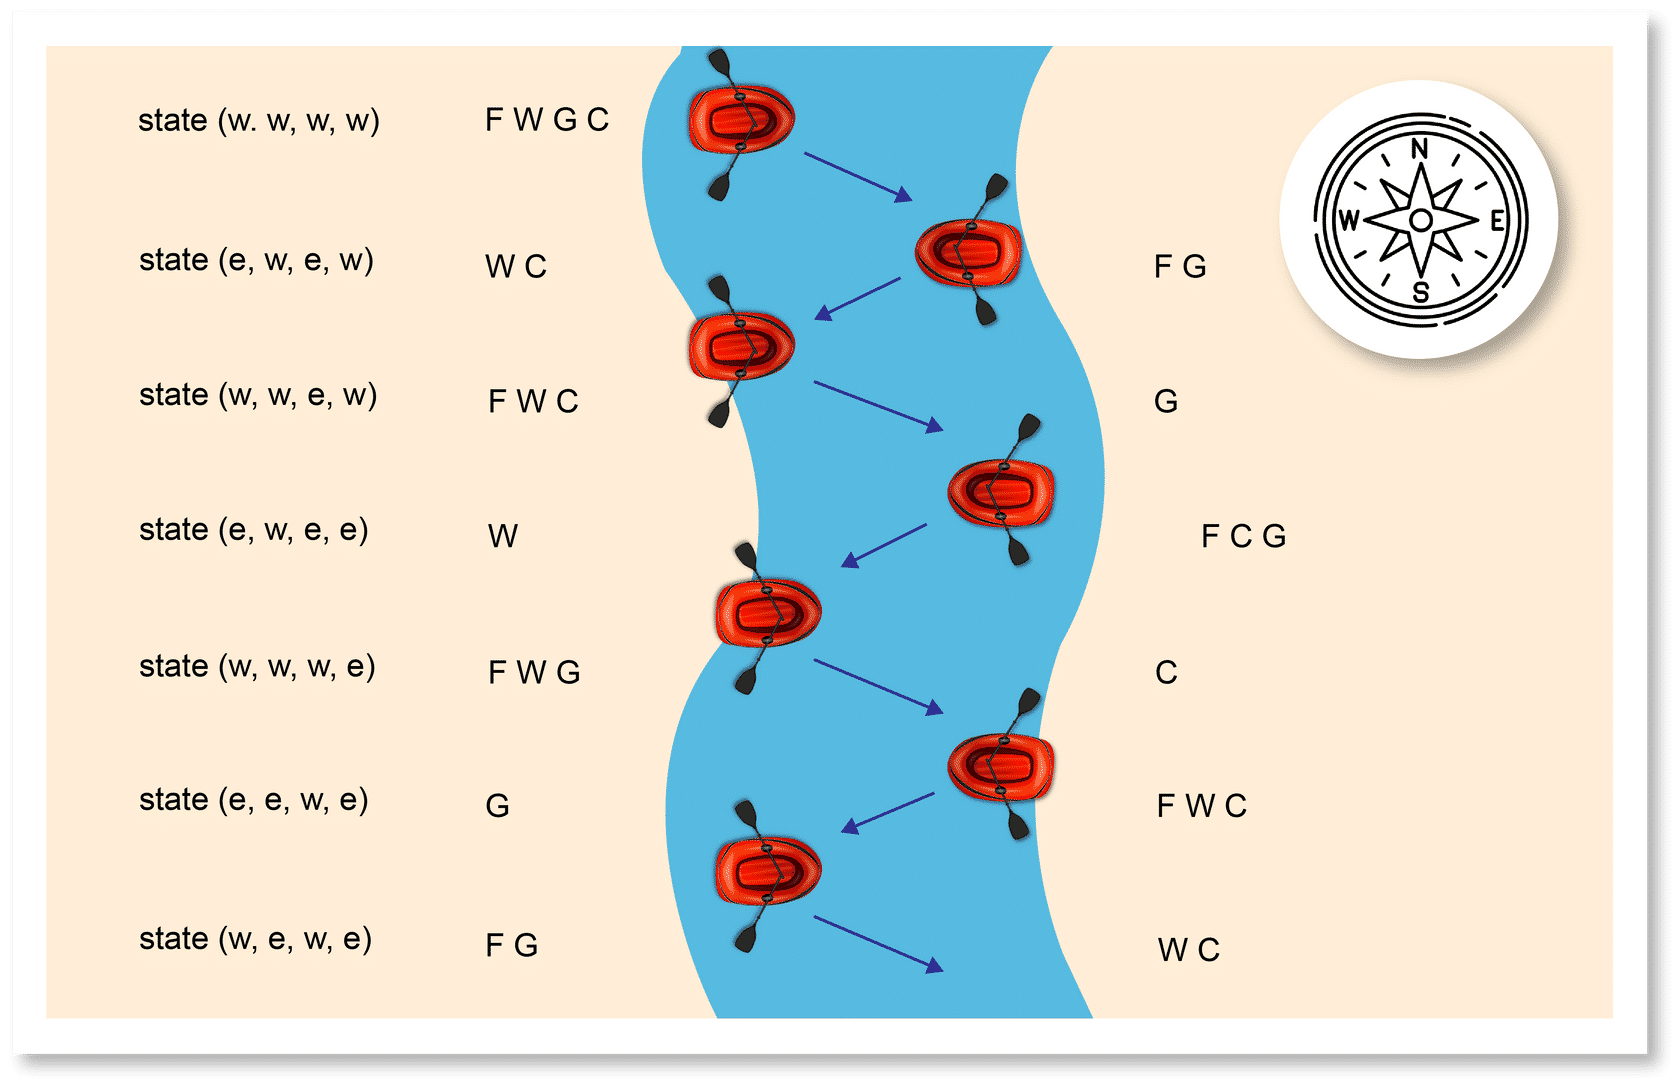 state (w. w, w, w) F W G C
N
W E
S
state (e, w, e, w) W C F G
state (w, w, e, w) F W C G
state (e, w, e, e) W F C G
state (w, w, w, e) F W G C
state (e, e, w, e) G F W C
state (w, e, w, e) F G W C